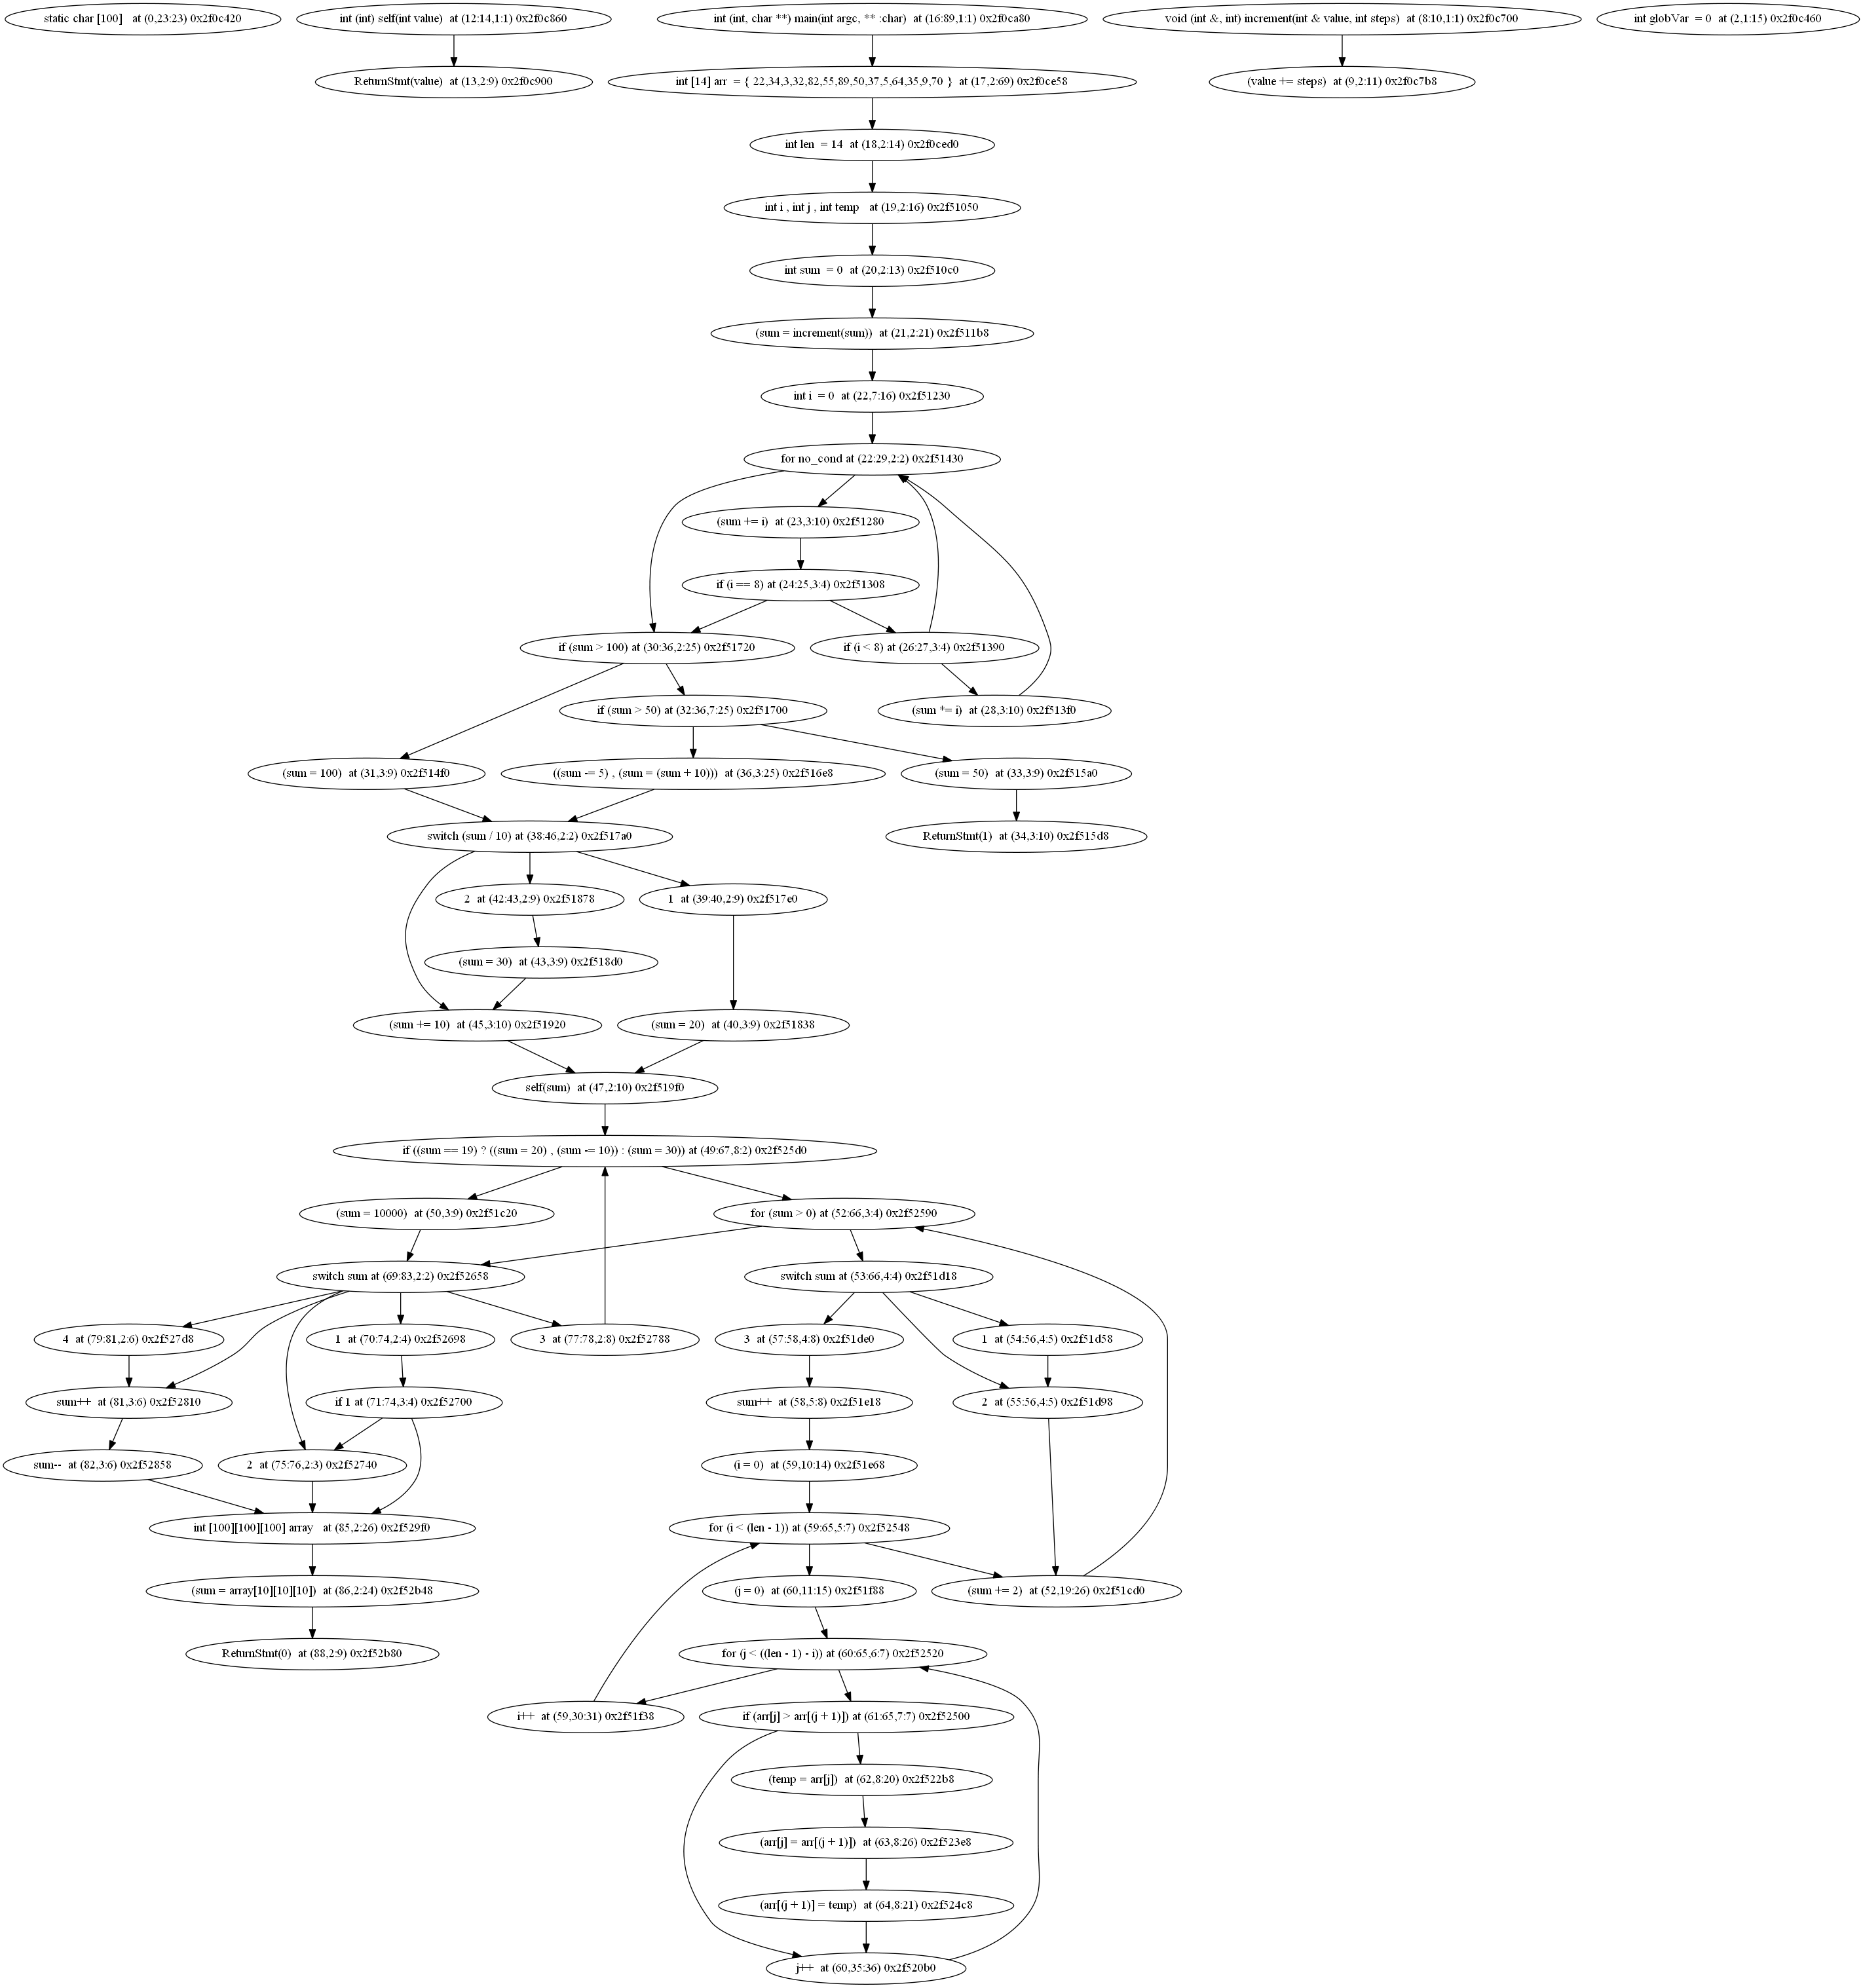 static char [100]   at (0,23:23) 0x2f0c420
int (int) self(int value)  at (12:14,1:1) 0x2f0c860
int (int, char **) main(int argc, ** :char)  at (16:89,1:1) 0x2f0ca80
void (int &, int) increment(int & value, int steps)  at (8:10,1:1) 0x2f0c700
int globVar  = 0  at (2,1:15) 0x2f0c460
ReturnStmt(value)  at (13,2:9) 0x2f0c900
int [14] arr  = { 22,34,3,32,82,55,89,50,37,5,64,35,9,70 }  at (17,2:69) 0x2f0ce58
(value += steps)  at (9,2:11) 0x2f0c7b8
int len  = 14  at (18,2:14) 0x2f0ced0
int i , int j , int temp   at (19,2:16) 0x2f51050
int sum  = 0  at (20,2:13) 0x2f510c0
(sum = increment(sum))  at (21,2:21) 0x2f511b8
int i  = 0  at (22,7:16) 0x2f51230
for no_cond at (22:29,2:2) 0x2f51430
(sum += i)  at (23,3:10) 0x2f51280
if (i == 8) at (24:25,3:4) 0x2f51308
if (sum > 100) at (30:36,2:25) 0x2f51720
if (i < 8) at (26:27,3:4) 0x2f51390
if (sum > 50) at (32:36,7:25) 0x2f51700
(sum *= i)  at (28,3:10) 0x2f513f0
(sum = 100)  at (31,3:9) 0x2f514f0
((sum -= 5) , (sum = (sum + 10)))  at (36,3:25) 0x2f516e8
(sum = 50)  at (33,3:9) 0x2f515a0
switch (sum / 10) at (38:46,2:2) 0x2f517a0
ReturnStmt(1)  at (34,3:10) 0x2f515d8
2  at (42:43,2:9) 0x2f51878
1  at (39:40,2:9) 0x2f517e0
(sum = 30)  at (43,3:9) 0x2f518d0
(sum += 10)  at (45,3:10) 0x2f51920
(sum = 20)  at (40,3:9) 0x2f51838
self(sum)  at (47,2:10) 0x2f519f0
if ((sum == 19) ? ((sum = 20) , (sum -= 10)) : (sum = 30)) at (49:67,8:2) 0x2f525d0
(sum = 10000)  at (50,3:9) 0x2f51c20
for (sum > 0) at (52:66,3:4) 0x2f52590
switch sum at (69:83,2:2) 0x2f52658
switch sum at (53:66,4:4) 0x2f51d18
4  at (79:81,2:6) 0x2f527d8
1  at (70:74,2:4) 0x2f52698
3  at (77:78,2:8) 0x2f52788
3  at (57:58,4:8) 0x2f51de0
1  at (54:56,4:5) 0x2f51d58
sum++  at (81,3:6) 0x2f52810
if 1 at (71:74,3:4) 0x2f52700
sum++  at (58,5:8) 0x2f51e18
2  at (55:56,4:5) 0x2f51d98
sum--  at (82,3:6) 0x2f52858
2  at (75:76,2:3) 0x2f52740
(i = 0)  at (59,10:14) 0x2f51e68
int [100][100][100] array   at (85,2:26) 0x2f529f0
for (i < (len - 1)) at (59:65,5:7) 0x2f52548
(sum = array[10][10][10])  at (86,2:24) 0x2f52b48
(j = 0)  at (60,11:15) 0x2f51f88
(sum += 2)  at (52,19:26) 0x2f51cd0
ReturnStmt(0)  at (88,2:9) 0x2f52b80
for (j < ((len - 1) - i)) at (60:65,6:7) 0x2f52520
i++  at (59,30:31) 0x2f51f38
if (arr[j] > arr[(j + 1)]) at (61:65,7:7) 0x2f52500
(temp = arr[j])  at (62,8:20) 0x2f522b8
(arr[j] = arr[(j + 1)])  at (63,8:26) 0x2f523e8
(arr[(j + 1)] = temp)  at (64,8:21) 0x2f524c8
j++  at (60,35:36) 0x2f520b0